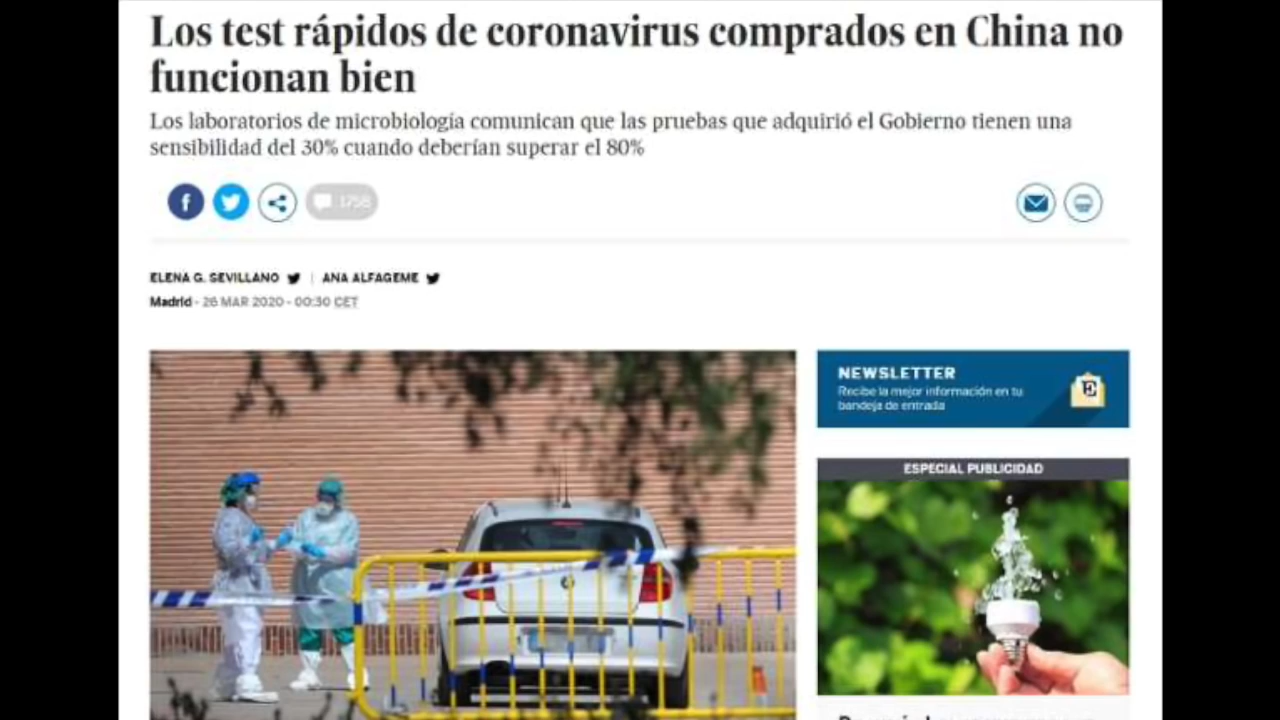 Los test rápidos de coronavirus comprados en China no
funcionan bien
Los laboratorios de microbiología comunican que las pruebas que adquirió el Gobierno tienen una
sensibilidad del 30% cuando deberían superar el 80%
f
1758
ELENA G. SEVILLANO | ANA ALFAGEME
Madrid - 26 MAR 2020 - 00:30 CET
NEWSLETTER
Recibe la mejor información en tu
bandeja de entrada
E
ESPECIAL PUBLICIDAD